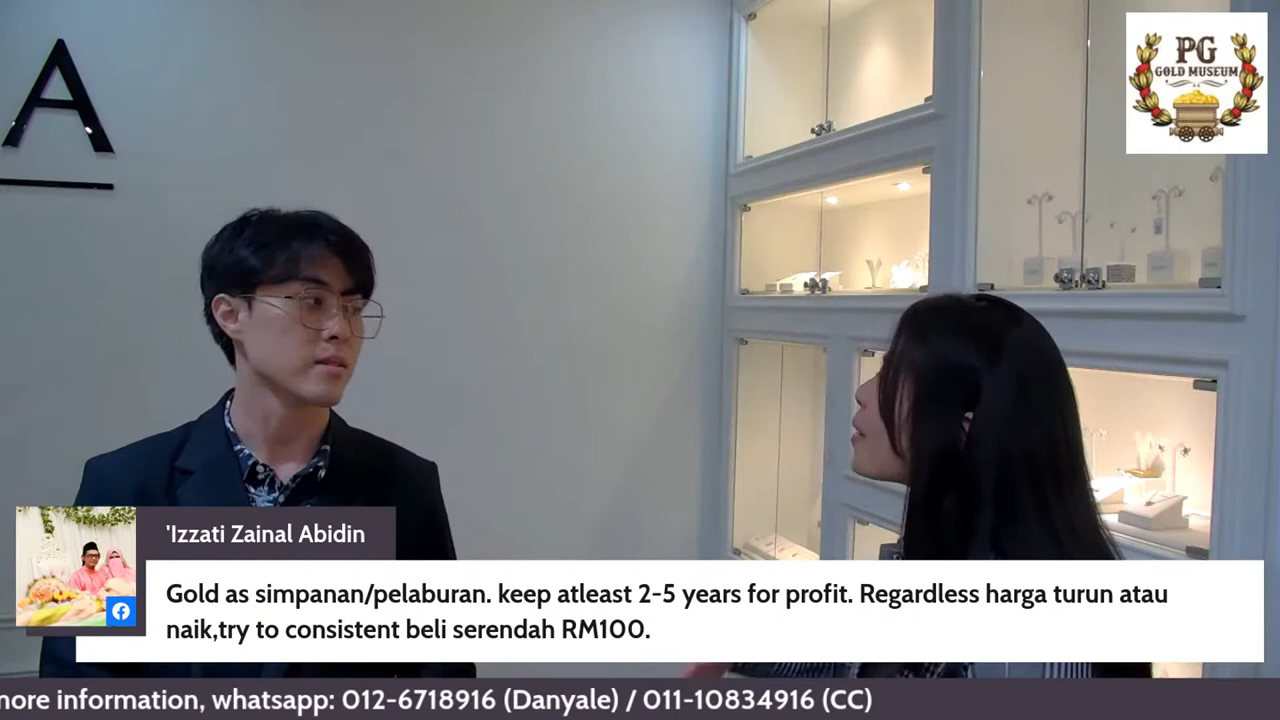 A
PG
GOLD MUSEUM
'Izzati Zainal Abidin
Gold as simpanan/pelaburan. keep atleast 2-5 years for profit. Regardless harga turun atau
naik,try to consistent beli serendah RM100.
more information, whatsapp: 012-6718916 (Danyale) / 011-10834916 (CC)